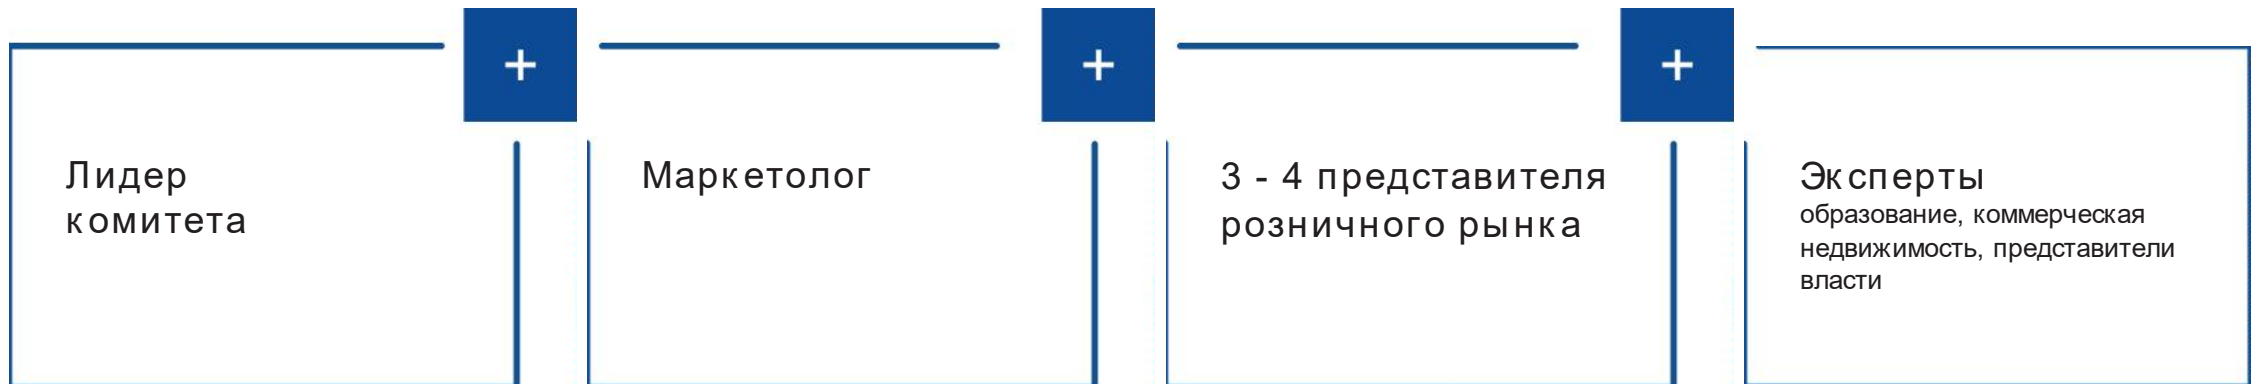 +
+
+
Лидер
комитета
Маркетолог
3 - 4 представителя
розничного рынка
Эксперты
образование, коммерческая
недвижимость, представители
власти